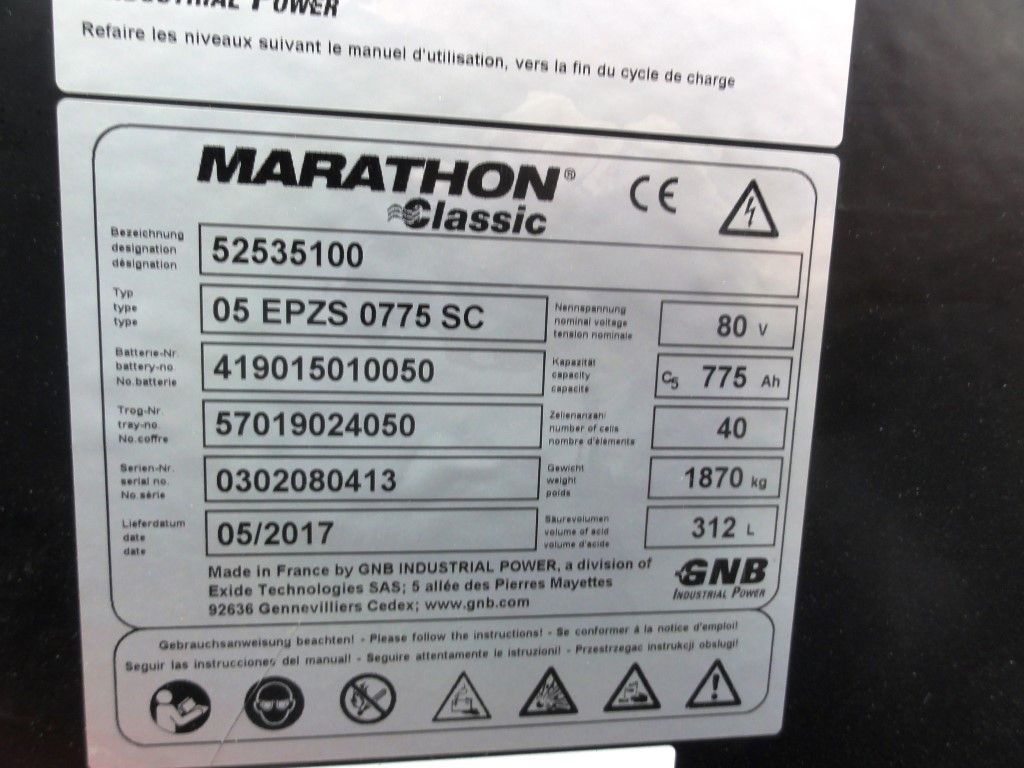 INDUSTRIAL POWER
Refaire les niveaux suivant le manuel d'utilisation, vers la fin du cycle de charge
MARATHON®
Classic
CE
Bezeichnung
designation
désignation
52535100
Typ
type
type
05 EPZS 0775 SC
Nennspannung
nominal voltage
tension nominale
80 V
Batterie-Nr.
battery-no.
No.batterie
419015010050
Kapazität
capacity
capacite
C5 775 Ah
Trog-Nr.
tray-no.
No.coffre
57019024050
Zellenanzahl
number of cells
nombre d'élements
40
Serien-Nr.
serial no.
No.série
0302080413
Gewicht
weight
poids
1870 kg
Lieferdatum
date
date
05/2017
Säurevolumen
volume of acid
volume d'acide
312 L
Made in France by GNB INDUSTRIAL POWER, a division of
Exide Technologies SAS; 5 allée des Pierres Mayettes
92636 Gennevilliers Cedex; www.gnb.com
GNB
INDUSTRIAL POWER
Gebrauchsanweisung beachten! - Please follow the instructions! - Se conformer à la notice d'emploi!
Seguir las instrucciones del manual! - Seguire attentamente le istruzioni! - Przestrzegac instrukcji obslugi!